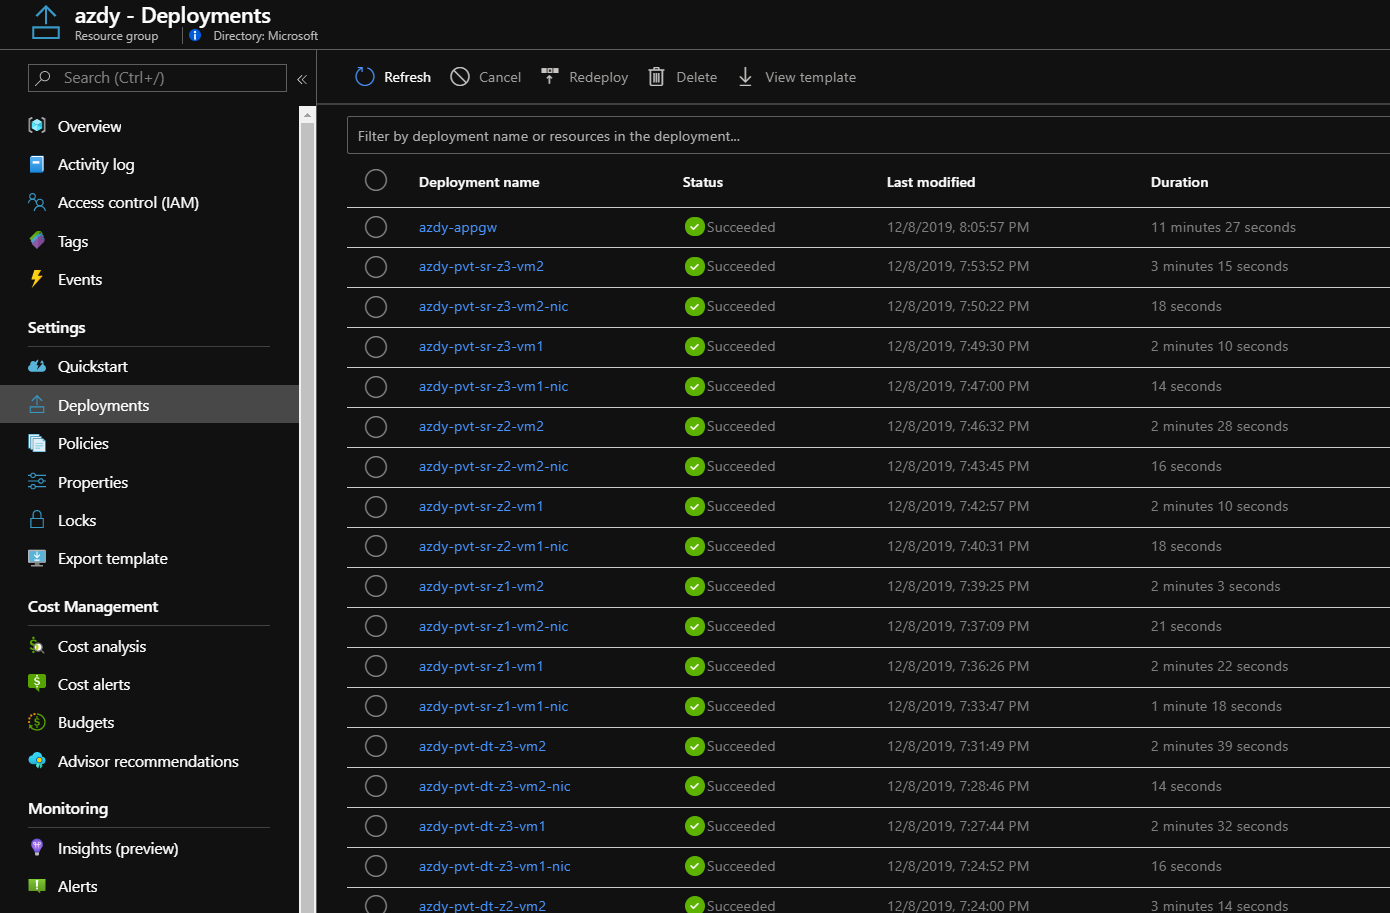 azdy - Deployments
Resource group
Directory: Microsoft
Search (Ctrl+/)
«
Overview
Activity log
Access control (IAM)
Tags
Events
Settings
Quickstart
Deployments
Policies
Properties
Locks
Export template
Cost Management
Cost analysis
Cost alerts
Budgets
Advisor recommendations
Monitoring
Insights (preview)
Alerts
Refresh Cancel Redeploy Delete View template
Filter by deployment name or resources in the deployment...
Deployment name Status Last modified Duration
azdy-appgw Succeeded 12/8/2019, 8:05:57 PM 11 minutes 27 seconds
azdy-pvt-sr-z3-vm2 Succeeded 12/8/2019, 7:53:52 PM 3 minutes 15 seconds
azdy-pvt-sr-z3-vm2-nic Succeeded 12/8/2019, 7:50:22 PM 18 seconds
azdy-pvt-sr-z3-vm1 Succeeded 12/8/2019, 7:49:30 PM 2 minutes 10 seconds
azdy-pvt-sr-z3-vm1-nic Succeeded 12/8/2019, 7:47:00 PM 14 seconds
azdy-pvt-sr-z2-vm2 Succeeded 12/8/2019, 7:46:32 PM 2 minutes 28 seconds
azdy-pvt-sr-z2-vm2-nic Succeeded 12/8/2019, 7:43:45 PM 16 seconds
azdy-pvt-sr-z2-vm1 Succeeded 12/8/2019, 7:42:57 PM 2 minutes 10 seconds
azdy-pvt-sr-z2-vm1-nic Succeeded 12/8/2019, 7:40:31 PM 18 seconds
azdy-pvt-sr-z1-vm2 Succeeded 12/8/2019, 7:39:25 PM 2 minutes 3 seconds
azdy-pvt-sr-z1-vm2-nic Succeeded 12/8/2019, 7:37:09 PM 21 seconds
azdy-pvt-sr-z1-vm1 Succeeded 12/8/2019, 7:36:26 PM 2 minutes 22 seconds
azdy-pvt-sr-z1-vm1-nic Succeeded 12/8/2019, 7:33:47 PM 1 minute 18 seconds
azdy-pvt-dt-z3-vm2 Succeeded 12/8/2019, 7:31:49 PM 2 minutes 39 seconds
azdy-pvt-dt-z3-vm2-nic Succeeded 12/8/2019, 7:28:46 PM 14 seconds
azdy-pvt-dt-z3-vm1 Succeeded 12/8/2019, 7:27:44 PM 2 minutes 32 seconds
azdy-pvt-dt-z3-vm1-nic Succeeded 12/8/2019, 7:24:52 PM 16 seconds
azdy-pvt-dt-z2-vm2 Succeeded 12/8/2019, 7:24:00 PM 3 minutes 14 seconds